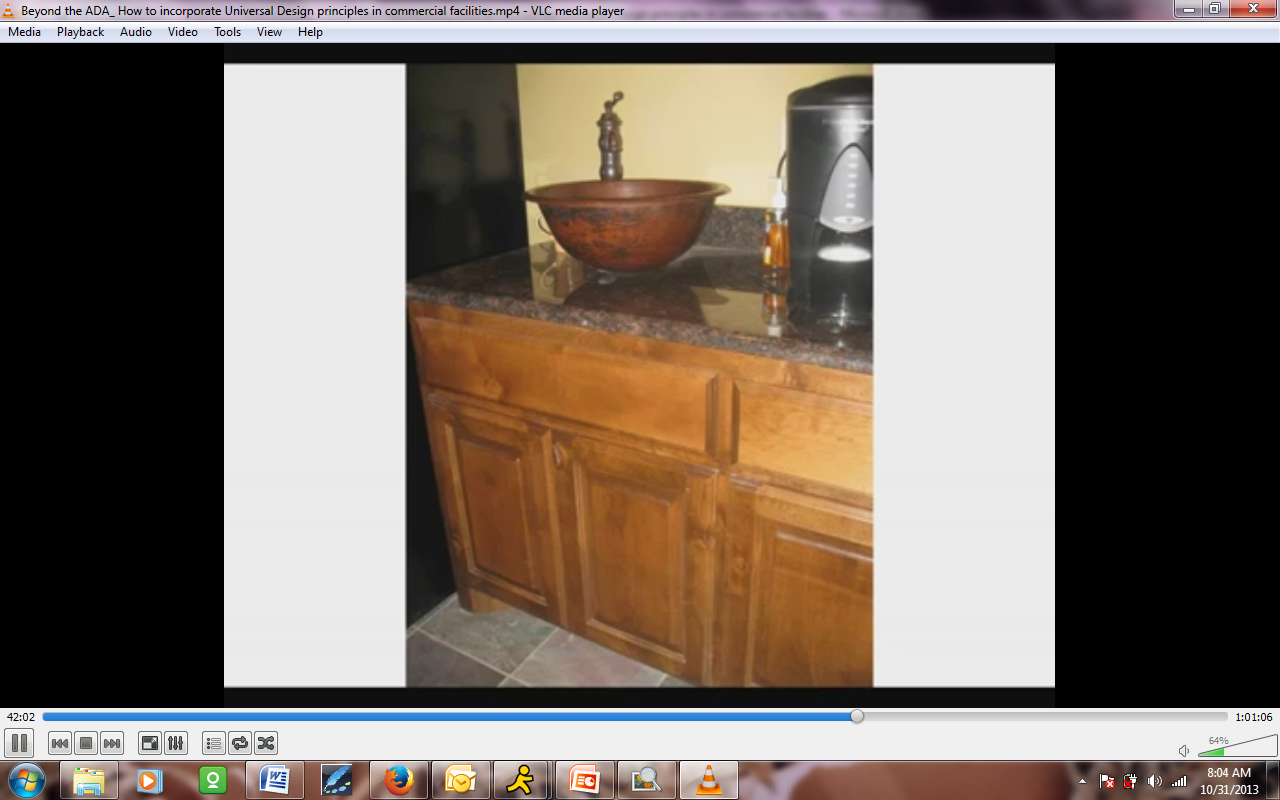 Beyond the ADA_ How to incorporate Universal Design principles in commercial facilities.mp4 - VLC media player
Media Playback Audio Video Tools View Help
42:02
1:01:06
64%
8:04 AM
10/31/2013